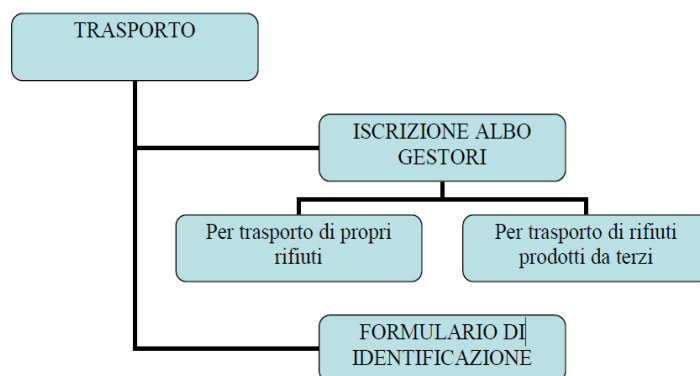 TRASPORTO
ISCRIZIONE ALBO
GESTORI
Per trasporto di propri
rifiuti
Per trasporto di rifiuti
prodotti da terzi
FORMULARIO DI
IDENTIFICAZIONE